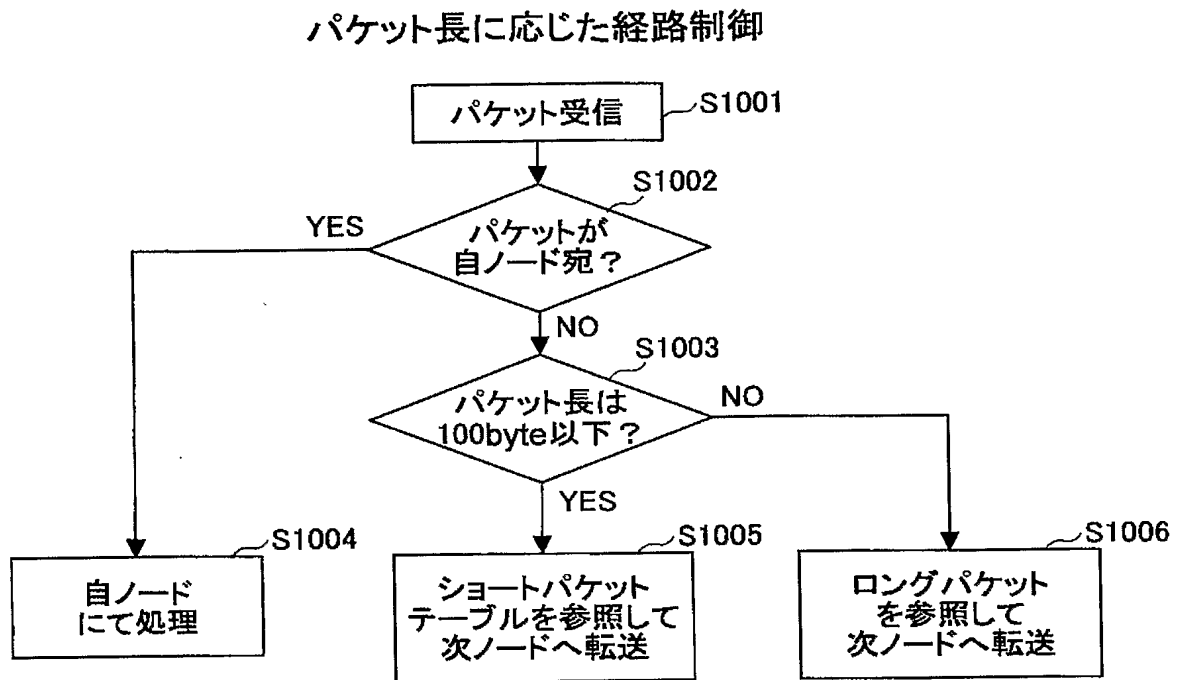 パケット長に応じた経路制御
パケット受信
S1001
S1002
YES
パケットが
自ノード宛？
NO
S1003
パケット長は
100byte以下？
NO
YES
S1004
自ノード
にて処理
S1005
ショートパケット
テーブルを参照して
次ノードへ転送
S1006
ロングパケット
を参照して
次ノードへ転送